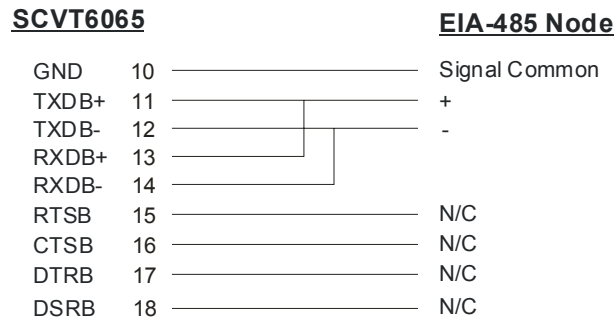 SCVT6065 EIA-485 Node
GND 10 Signal Common
TXDB+ 11 +
TXDB- 12 -
RXDB+ 13
RXDB- 14
RTSB 15 N/C
CTSB 16 N/C
DTRB 17 N/C
DSRB 18 N/C